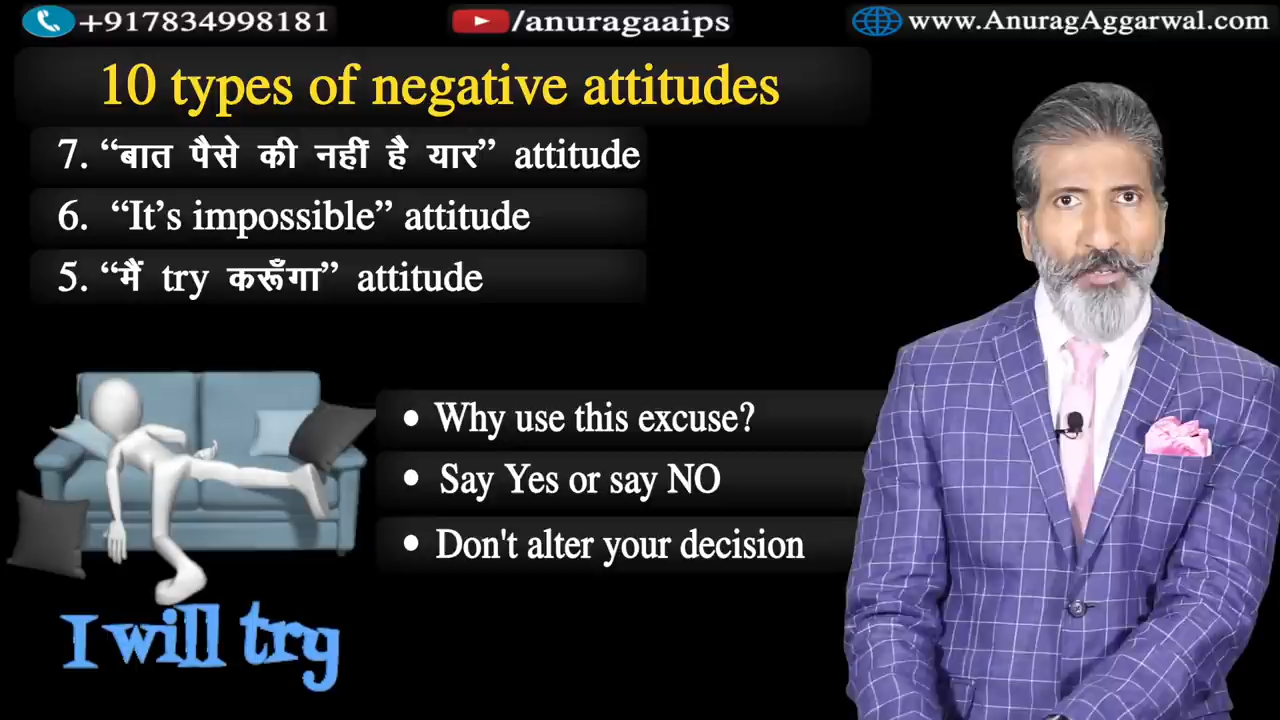 +917834998181
/anuragaaips
www.AnuragAggarwal.com
10 types of negative attitudes
7. “बात पैसे की नहीं है यार” attitude
6. “It’s impossible” attitude
5. “मैं try करूँगा” attitude
• Why use this excuse?
• Say Yes or say NO
• Don't alter your decision
I will try